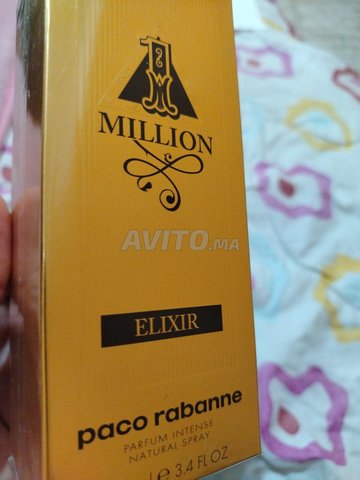 1
MILLION
AVITO.MA
ELIXIR
paco rabanne
PARFUM INTENSE
NATURAL SPRAY
3.4 FL OZ